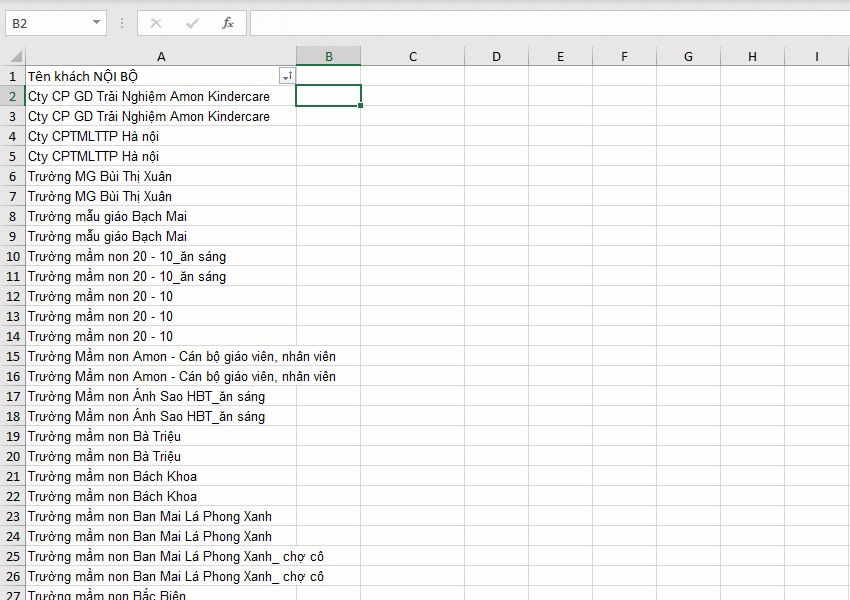 B2
fx
A B C D E F G H I
1 Tên khách NỘI BỘ
2 Cty CP GD Trải Nghiệm Amon Kindercare
3 Cty CP GD Trải Nghiệm Amon Kindercare
4 Cty CPTMLTTP Hà nội
5 Cty CPTMLTTP Hà nội
6 Trường MG Bùi Thị Xuân
7 Trường MG Bùi Thị Xuân
8 Trường mẫu giáo Bạch Mai
9 Trường mẫu giáo Bạch Mai
10 Trường mầm non 20 - 10_ăn sáng
11 Trường mầm non 20 - 10_ăn sáng
12 Trường mầm non 20 - 10
13 Trường mầm non 20 - 10
14 Trường mầm non 20 - 10
15 Trường Mầm non Amon - Cán bộ giáo viên, nhân viên
16 Trường Mầm non Amon - Cán bộ giáo viên, nhân viên
17 Trường Mầm non Ánh Sao HBT_ăn sáng
18 Trường Mầm non Ánh Sao HBT_ăn sáng
19 Trường mầm non Bà Triệu
20 Trường mầm non Bà Triệu
21 Trường mầm non Bách Khoa
22 Trường mầm non Bách Khoa
23 Trường mầm non Ban Mai Lá Phong Xanh
24 Trường mầm non Ban Mai Lá Phong Xanh
25 Trường mầm non Ban Mai Lá Phong Xanh_ chợ cô
26 Trường mầm non Ban Mai Lá Phong Xanh_ chợ cô
27 Trường mầm non Bắc Biên